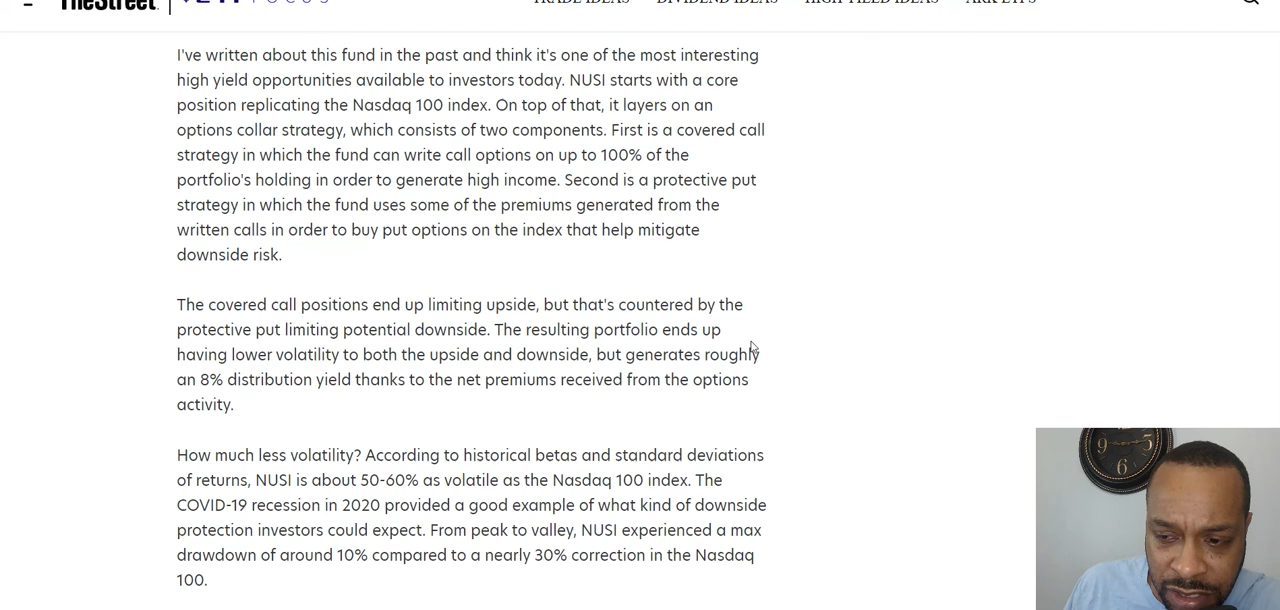 TheStreet
FOCUS
TRADE IDEAS DIVIDEND IDEAS HIGH YIELD IDEAS ARK ETFS
I've written about this fund in the past and think it's one of the most interesting
high yield opportunities available to investors today. NUSI starts with a core
position replicating the Nasdaq 100 index. On top of that, it layers on an
options collar strategy, which consists of two components. First is a covered call
strategy in which the fund can write call options on up to 100% of the
portfolio's holding in order to generate high income. Second is a protective put
strategy in which the fund uses some of the premiums generated from the
written calls in order to buy put options on the index that help mitigate
downside risk.
The covered call positions end up limiting upside, but that's countered by the
protective put limiting potential downside. The resulting portfolio ends up
having lower volatility to both the upside and downside, but generates roughly
an 8% distribution yield thanks to the net premiums received from the options
activity.
How much less volatility? According to historical betas and standard deviations
of returns, NUSI is about 50-60% as volatile as the Nasdaq 100 index. The
COVID-19 recession in 2020 provided a good example of what kind of downside
protection investors could expect. From peak to valley, NUSI experienced a max
drawdown of around 10% compared to a nearly 30% correction in the Nasdaq
100.
9 3
6